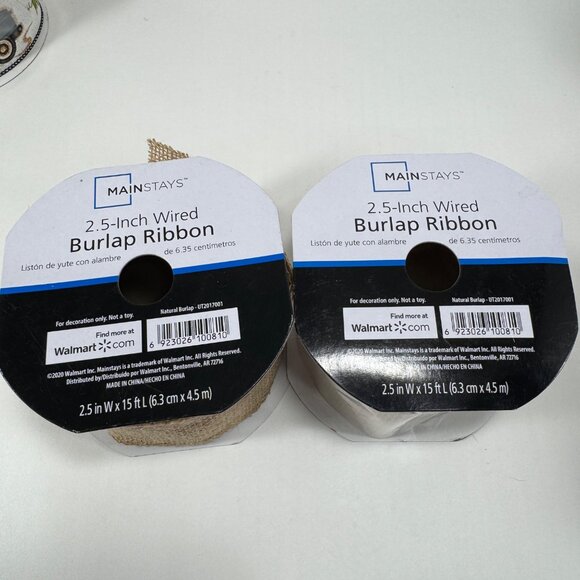 MAINSTAYS™
2.5-Inch Wired
Burlap Ribbon
Listón de yute con alambre de 6.35 centímetros
For decoration only. Not a toy.
Natural Burlap - UT2017001
Find more at
Walmart.com
6 923026 100810
©2020 Walmart Inc. Mainstays is a trademark of Walmart Inc. All Rights Reserved.
Distributed by/Distribuido por Walmart Inc., Bentonville, AR 72716
MADE IN CHINA/HECHO EN CHINA
2.5 in W x 15 ft L (6.3 cm x 4.5 m)
MAINSTAYS™
2.5-Inch Wired
Burlap Ribbon
Listón de yute con alambre de 6.35 centímetros
For decoration only. Not a toy.
Natural Burlap - UT2017001
Find more at
Walmart.com
6 923026 100810
©2020 Walmart Inc. Mainstays is a trademark of Walmart Inc. All Rights Reserved.
Distributed by/Distribuido por Walmart Inc., Bentonville, AR 72716
MADE IN CHINA/HECHO EN CHINA
2.5 in W x 15 ft L (6.3 cm x 4.5 m)